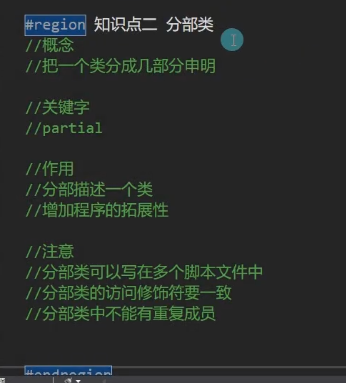 #region 知识点二 分部类
//概念
//把一个类分成几部分申明
//关键字
//partial
//作用
//分部描述一个类
//增加程序的拓展性
//注意
//分部类可以写在多个脚本文件中
//分部类的访问修饰符要一致
//分部类中不能有重复成员
#endregion